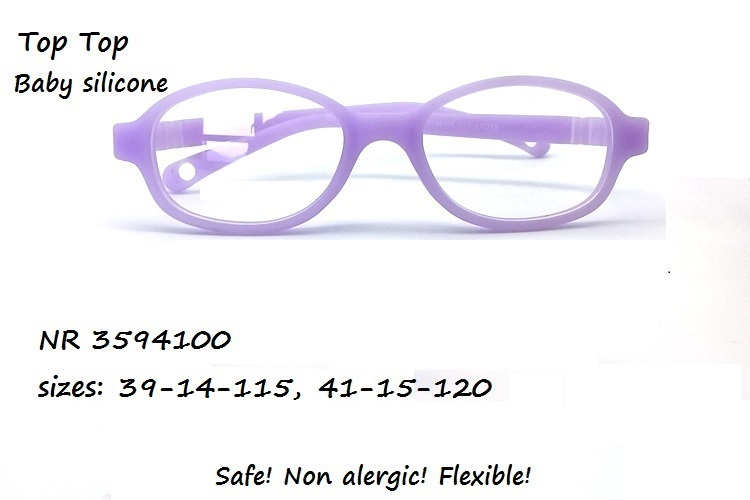 Top Top
Baby silicone
NR 3594100
sizes: 39-14-115, 41-15-120
Safe! Non alergic! Flexible!